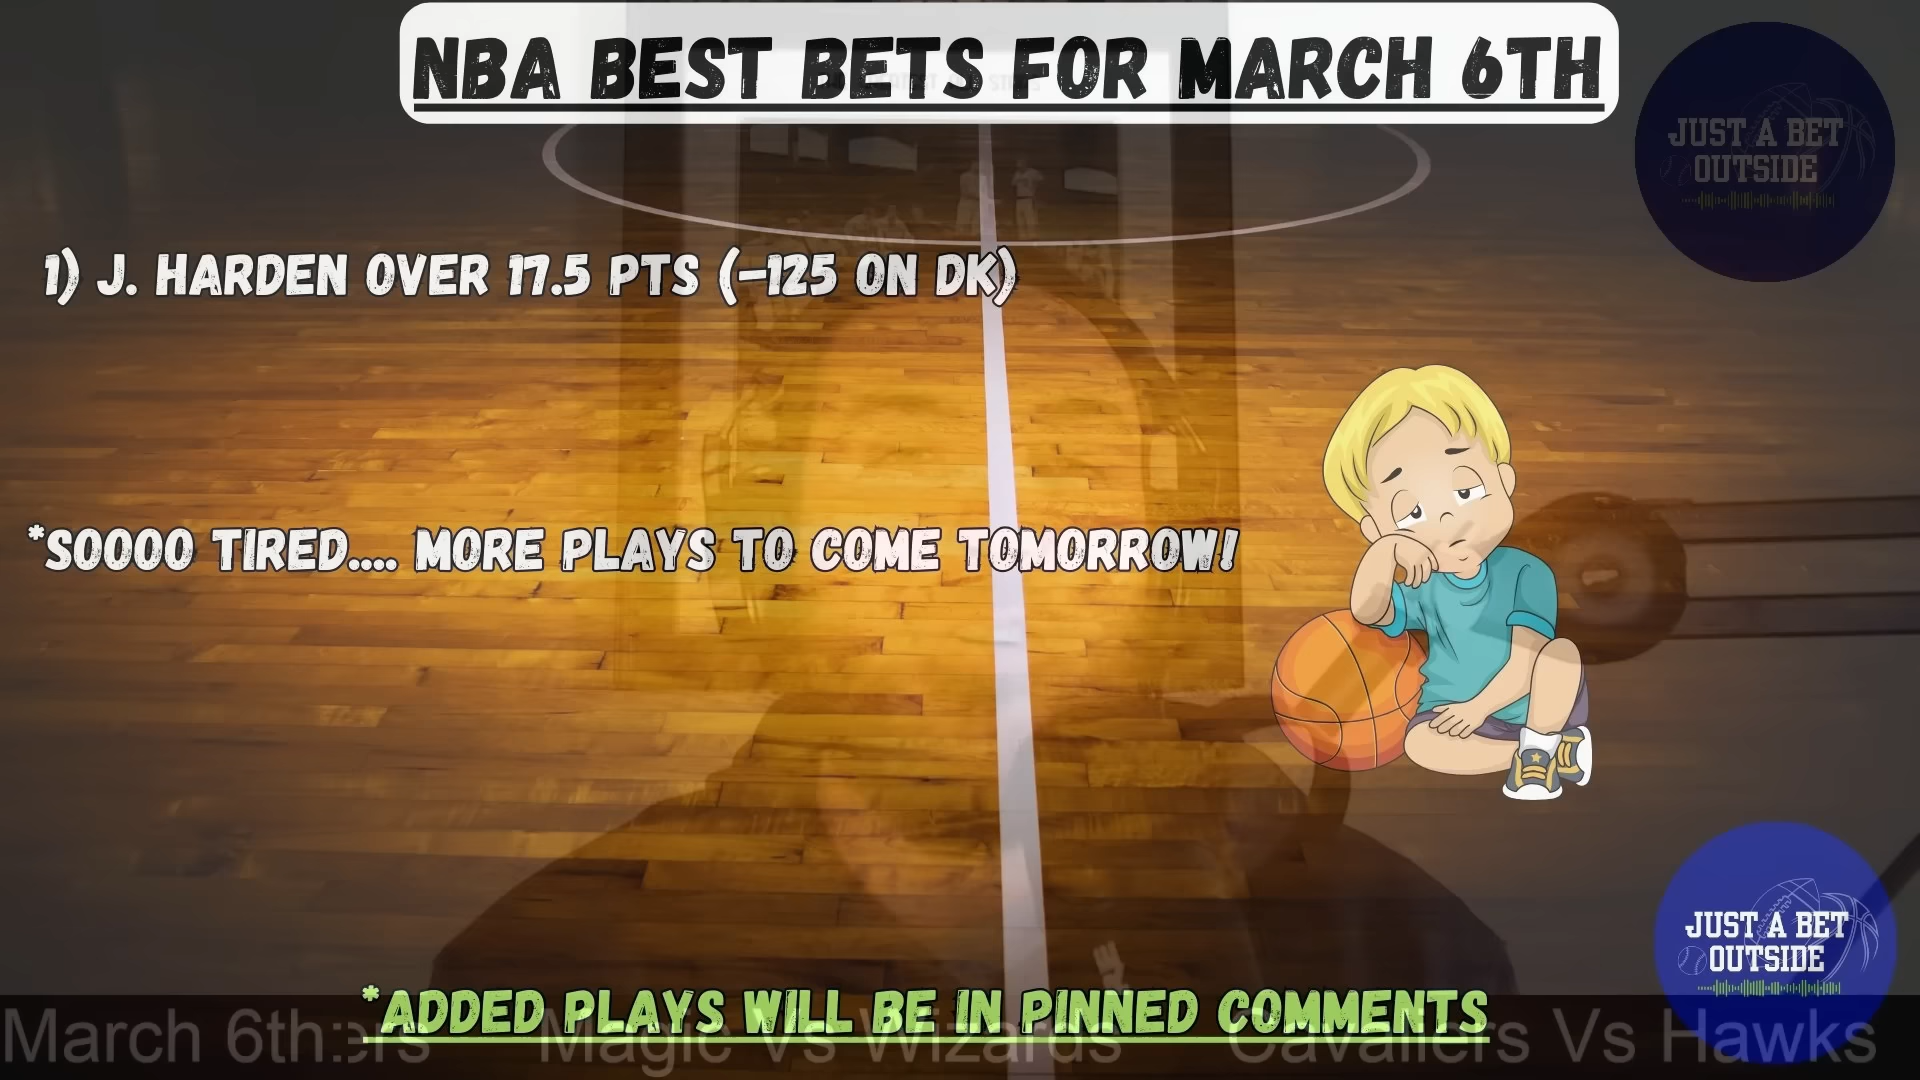 NBA BEST BETS FOR MARCH 6TH
JUST A BET
OUTSIDE
1) J. HARDEN OVER 17.5 PTS (-125 ON DK)
*SOOOO TIRED.... MORE PLAYS TO COME TOMORROW!
JUST A BET
OUTSIDE
*ADDED PLAYS WILL BE IN PINNED COMMENTS
March 6th: Magic Vs Wizards Cavaliers Vs Hawks